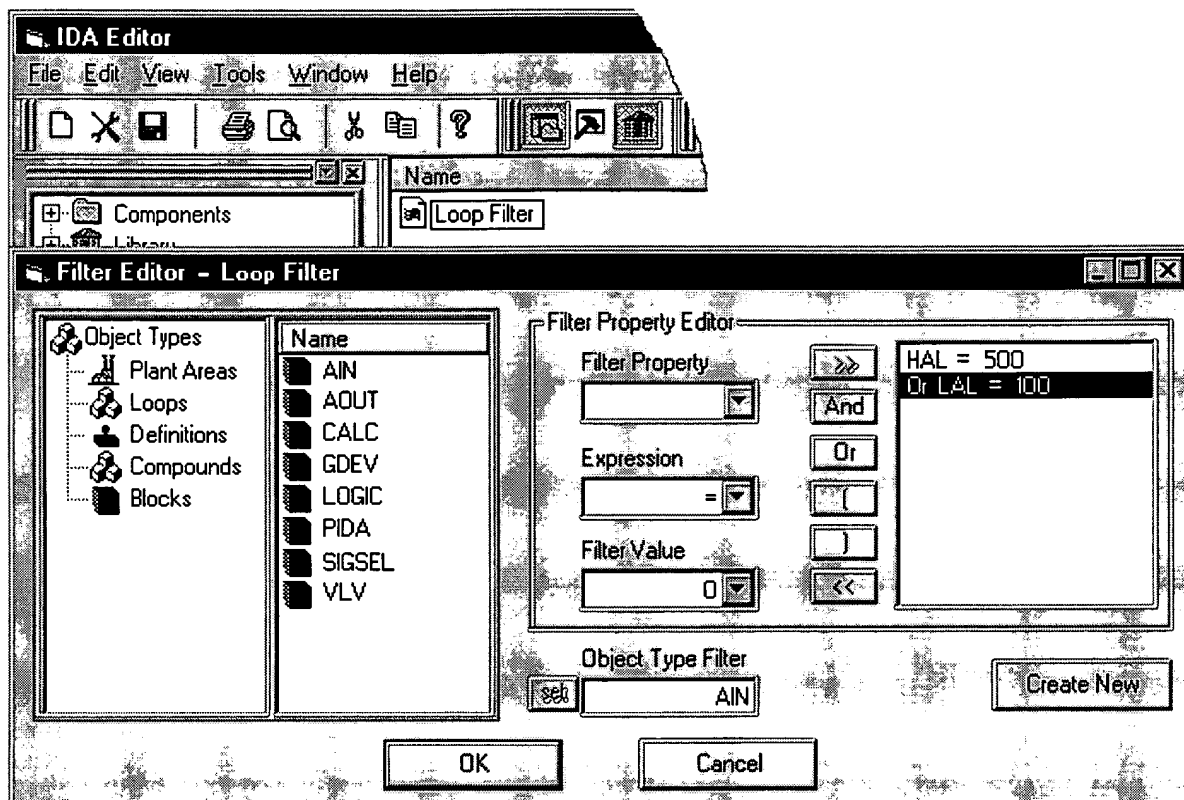 IDA Editor
File Edit View Tools Window Help
Name
Components
Loop Filter
Library
Filter Editor - Loop Filter
Object Types
Plant Areas
Loops
Definitions
Compounds
Blocks
Name
AIN
AOUT
CALC
GDEV
LOGIC
PIDA
SIGSEL
VLV
Filter Property Editor
Filter Property
Expression
=
Filter Value
0
>>
And
Or
(
)
<<
HAL = 500
Or LAL = 100
Object Type Filter
AIN
Create New
OK
Cancel